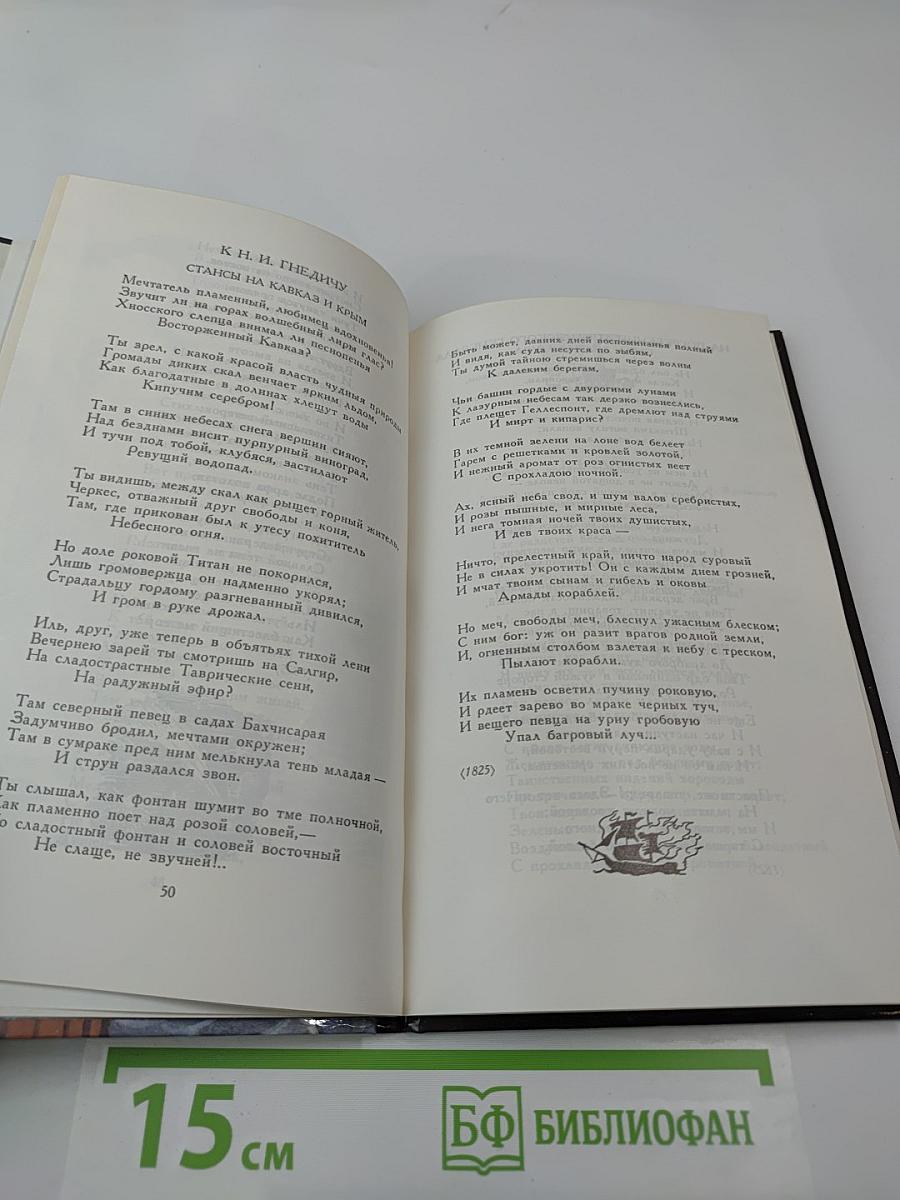 К Н. И. ГНЕДИЧУ
СТАНСЫ НА КАВКАЗ И КРЫМ
Мечтатель пламенный, любимец вдохновенья!
Звучит ли на горах волшебный лиры глас?
Хиосского слепца внимал ли песнопенья
Восторженный Кавказ?
Ты зрел, с какой красой власть чудныя природы
Громады диких скал венчает ярким льдом,
Как благодатные в долинах хлещут воды
Кипучим серебром!
Там в синих небесах снега вершин сияют,
Над безднами висит пурпурный виноград,
И тучи под тобой, клубяся, застилают
Ревущий водопад.
Ты видишь, между скал как рыщет горный житель,
Черкес, отважный друг свободы и коня,
Там, где прикован был к утесу похититель
Небесного огня.
Но доле роковой Титан не покорился,
Лишь громовержца он надменно укорял;
Страдальцу гордому разгневанный дивился,
И гром в руке дрожал.
Иль, друг, уже теперь в объятьях тихой лени
Вечернею зарей ты смотришь на Салгир,
На сладострастные Таврические сени,
На радужный эфир?
Там северный певец в садах Бахчисарая
Задумчиво бродил, мечтами окружен;
Там в сумраке пред ним мелькнула тень младая —
И струн раздался звон.
Ты слышал, как фонтан шумит во тме полночной,
Как пламенно поет над розой соловей,—
Но сладостный фонтан и соловей восточный
Не слаще, не звучней!..
50
Быть может, давних дней воспоминанья полный
И видя, как суда несутся по зыбям,
Ты думой тайною стремишься через волны
К далеким берегам,
Чьи башни гордые с двурогими лунами
К лазурным небесам так дерзко вознеслись,
Где плещет Геллеспонт, где дремлют над струями
И мирт и кипарис?
В их темной зелени на лоне вод белеет
Гарем с решетками и кровлей золотой,
И нежный аромат от роз огнистых веет
С прохладою ночной.
Ах, ясный неба свод, и шум валов сребристых,
И розы пышные, и мирные леса,
И нега томная ночей твоих душистых,
И дев твоих краса —
Ничто, прелестный край, ничто народ суровый
Не в силах укротить! Он с каждым днем грозней,
И мчат твоим сынам и гибель и оковы
Армады кораблей.
Но меч, свободы меч, блеснул ужасным блеском;
С ним бог: уж он разит врагов родной земли,
И, огненным столбом взлетая к небу с треском,
Пылают корабли.
Их пламень осветил пучину роковую,
И рдеет зарево во мраке черных туч,
И вещего певца на урну гробовую
Упал багровый луч...
⟨1825⟩
15 см
БФ БИБЛИОФАН